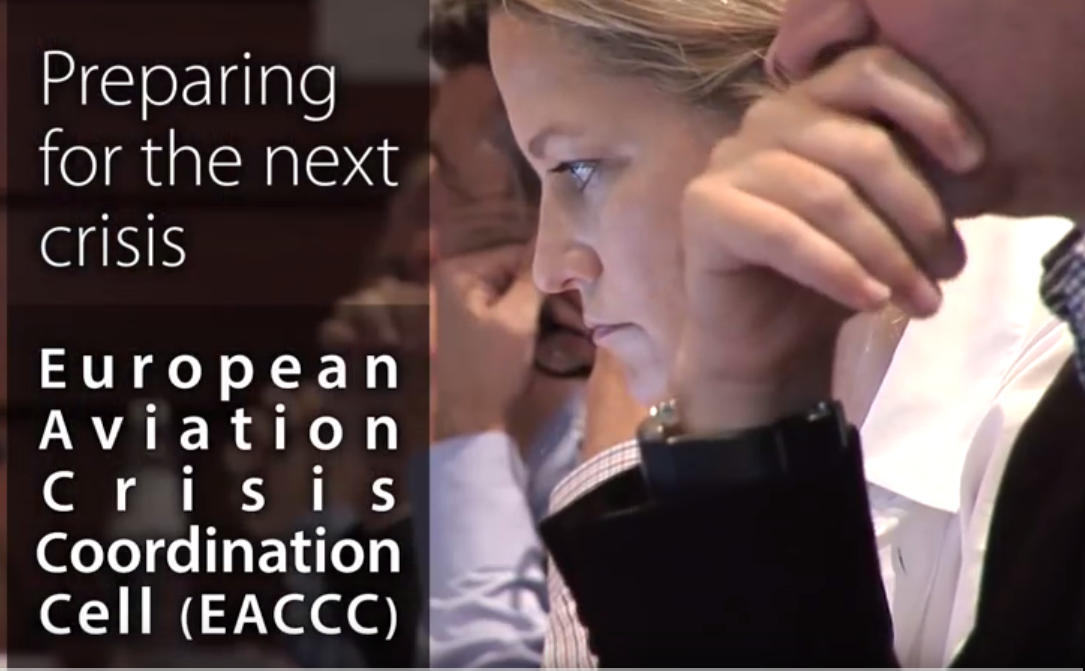 Preparing
for the next
crisis
European
Aviation
Crisis
Coordination
Cell (EACCC)